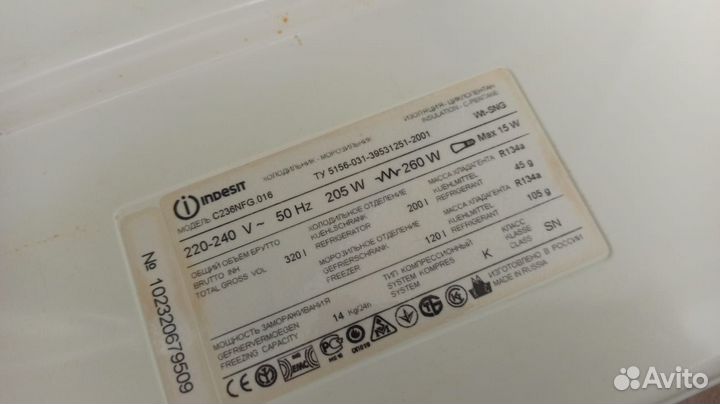 INDESIT
ХОЛОДИЛЬНИК - МОРОЗИЛЬНИК
ИЗОЛЯЦИЯ - ЦИКЛОПЕНТАН
INSULATION - C-PENTANE
МОДЕЛЬ C236NFG.016
ТУ 5156-031-39531251-2001
Wt-SNG
220-240 V ~ 50 Hz 205 W 260 W Max 15 W
ОБЩИЙ ОБЪЕМ БРУТТО
BRUTTO INH
TOTAL GROSS VOL
320 l
ХОЛОДИЛЬНОЕ ОТДЕЛЕНИЕ
KUEHLSCHRANK
REFRIGERATOR
200 l
МАССА ХЛАДАГЕНТА
KUEHLMITTEL
REFRIGERANT
R134a
45 g
МОРОЗИЛЬНОЕ ОТДЕЛЕНИЕ
GEFRIERSCHRANK
FREEZER
120 l
МАССА ХЛАДАГЕНТА
KUEHLMITTEL
REFRIGERANT
R134a
105 g
МОЩНОСТЬ ЗАМОРАЖИВАНИЯ
GEFRIERVERMOEGEN
FREEZING CAPACITY
14 Kg/24h
ТИП КОМПРЕССИОННЫЙ
SYSTEM KOMPRES
SYSTEM
K
КЛАСС
KLASSE
CLASS
SN
CE
EMC
ИЗГОТОВЛЕНО В РОССИИ
MADE IN RUSSIA
№ 102320679509
Avito